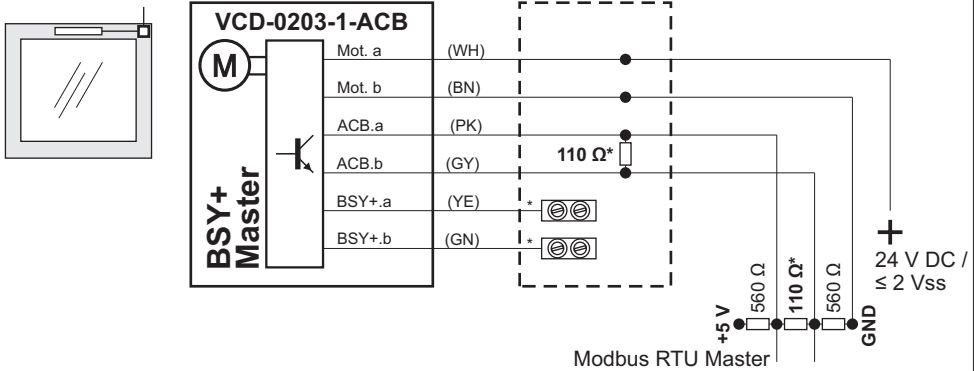 VCD-0203-1-ACB
M
BSY+
Master
Mot. a (WH)
Mot. b (BN)
ACB.a (PK)
110 Ω*
ACB.b (GY)
BSY+.a (YE) *
BSY+.b (GN) *
+
24 V DC /
≤ 2 Vss
+5 V
560 Ω
110 Ω*
560 Ω
GND
Modbus RTU Master